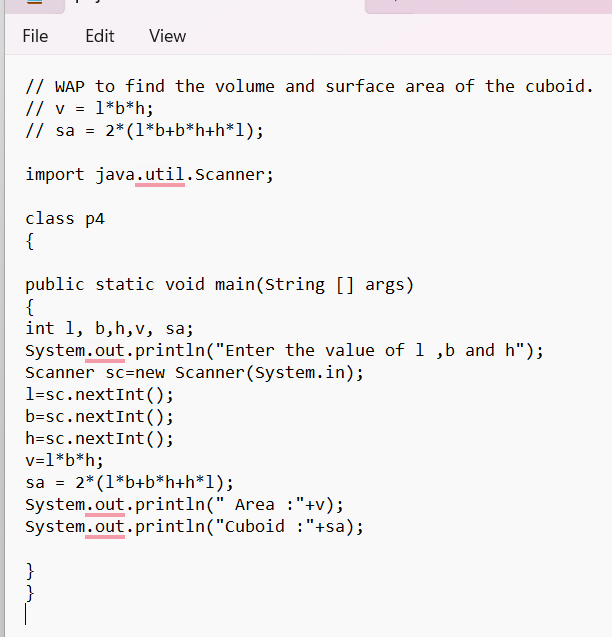 File Edit View
// WAP to find the volume and surface area of the cuboid.
// v = l*b*h;
// sa = 2*(l*b+b*h+h*l);
import java.util.Scanner;
class p4
{
public static void main(String [] args)
{
int l, b,h,v, sa;
System.out.println("Enter the value of l ,b and h");
Scanner sc=new Scanner(System.in);
l=sc.nextInt();
b=sc.nextInt();
h=sc.nextInt();
v=l*b*h;
sa = 2*(l*b+b*h+h*l);
System.out.println(" Area :"+v);
System.out.println("Cuboid :"+sa);
}
}